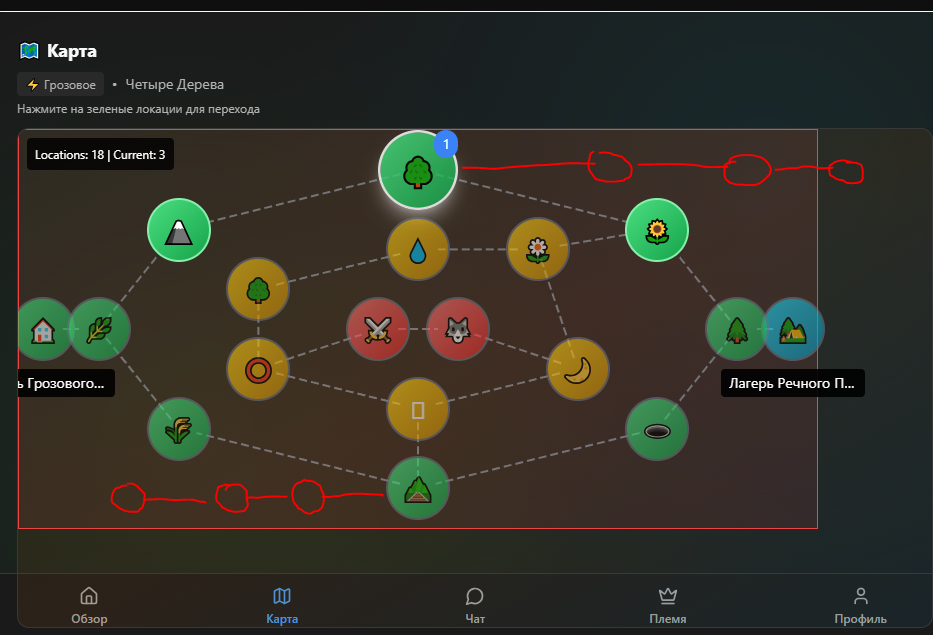 Карта
Грозовое • Четыре Дерева
Нажмите на зеленые локации для перехода
Locations: 18 | Current: 3
1
ь Грозового...
Лагерь Речного П...
Обзор
Карта
Чат
Племя
Профиль